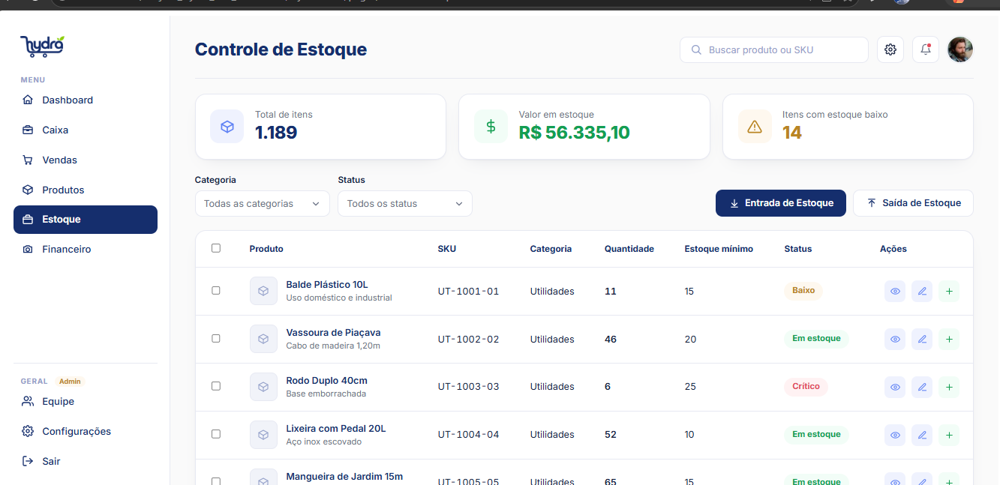 hydra
Controle de Estoque
Buscar produto ou SKU
MENU
Dashboard
Caixa
Vendas
Produtos
Estoque
Financeiro
GERAL Admin
Equipe
Configurações
Sair
Total de itens
1.189
Valor em estoque
R$ 56.335,10
Itens com estoque baixo
14
Categoria
Todas as categorias
Status
Todos os status
Entrada de Estoque
Saída de Estoque
Produto SKU Categoria Quantidade Estoque mínimo Status Ações
Balde Plástico 10L
Uso doméstico e industrial
UT-1001-01 Utilidades 11 15 Baixo
Vassoura de Piaçava
Cabo de madeira 1,20m
UT-1002-02 Utilidades 46 20 Em estoque
Rodo Duplo 40cm
Base emborrachada
UT-1003-03 Utilidades 6 25 Crítico
Lixeira com Pedal 20L
Aço inox escovado
UT-1004-04 Utilidades 52 10 Em estoque
Mangueira de Jardim 15m
UT-1005-05 Utilidades 65 15 Em estoque